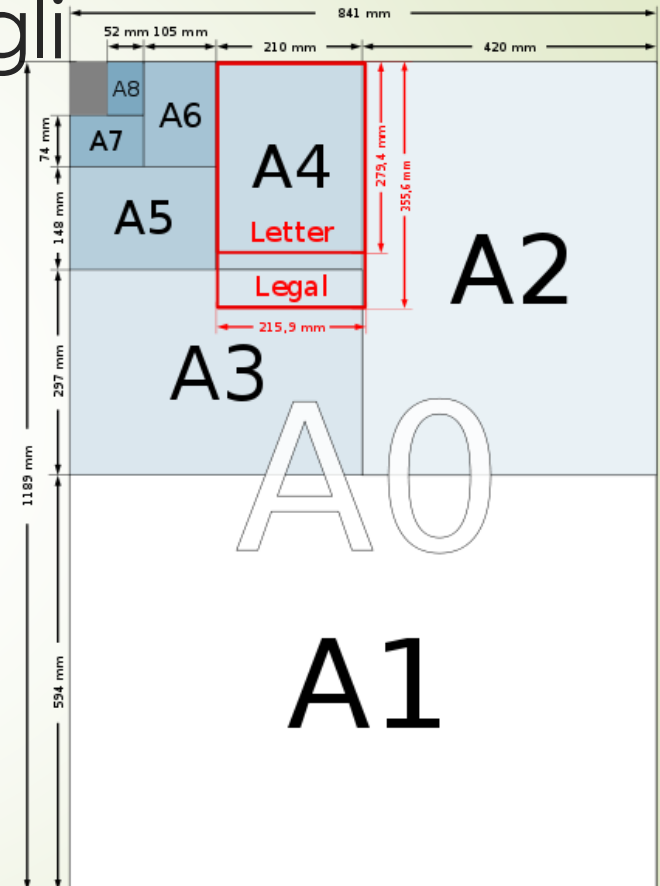 gli
841 mm
52 mm 105 mm
210 mm
420 mm
A8
A6
A7
74 mm
A4
279,4 mm
355,6 mm
A5
148 mm
Letter
Legal
A2
215,9 mm
A3
297 mm
A0
1189 mm
A1
594 mm